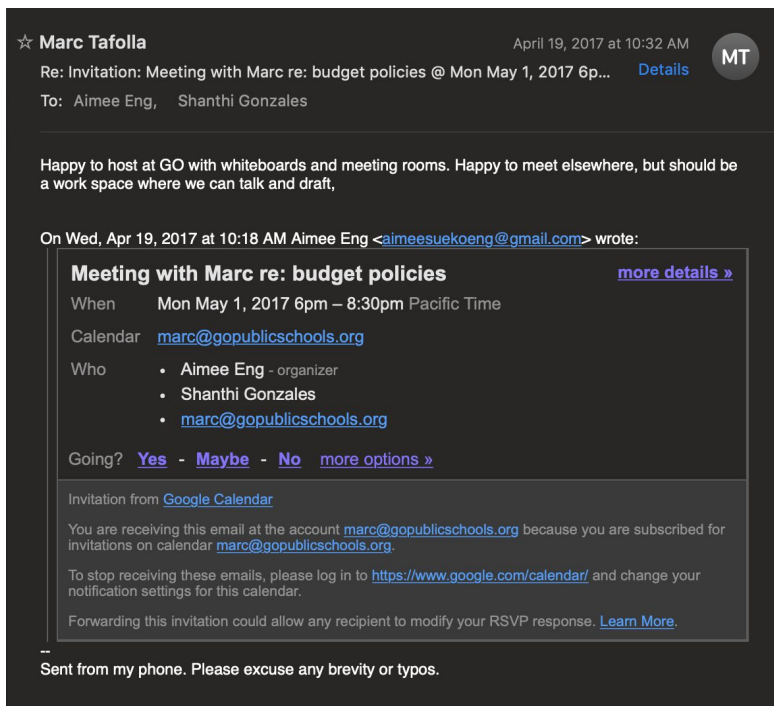 ☆ Marc Tafolla
April 19, 2017 at 10:32 AM
MT
Re: Invitation: Meeting with Marc re: budget policies @ Mon May 1, 2017 6p...
Details
To: Aimee Eng, Shanthi Gonzales
Happy to host at GO with whiteboards and meeting rooms. Happy to meet elsewhere, but should be
a work space where we can talk and draft,
On Wed, Apr 19, 2017 at 10:18 AM Aimee Eng <aimeesuekoeng@gmail.com> wrote:
Meeting with Marc re: budget policies
more details »
When Mon May 1, 2017 6pm – 8:30pm Pacific Time
Calendar marc@gopublicschools.org
Who • Aimee Eng - organizer
• Shanthi Gonzales
• marc@gopublicschools.org
Going? Yes - Maybe - No more options »
Invitation from Google Calendar
You are receiving this email at the account marc@gopublicschools.org because you are subscribed for
invitations on calendar marc@gopublicschools.org.
To stop receiving these emails, please log in to https://www.google.com/calendar/ and change your
notification settings for this calendar.
Forwarding this invitation could allow any recipient to modify your RSVP response. Learn More.
--
Sent from my phone. Please excuse any brevity or typos.